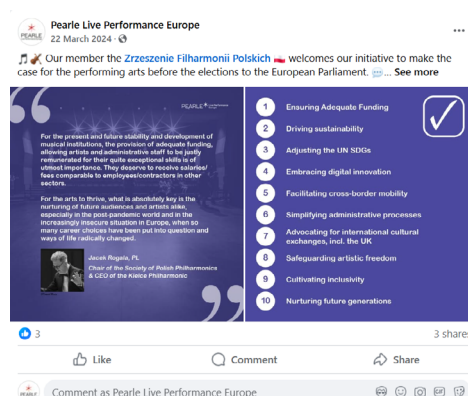 Pearle Live Performance Europe
22 March 2024 ·
Our member the Zrzeszenie Filharmonii Polskich welcomes our initiative to make the
case for the performing arts before the elections to the European Parliament. ... See more
PEARLE
For the present and future stability and development of
musical institutions, the provision of adequate funding,
allowing artists and administrative staff to be justly
remunerated for their quite exceptional skills is of
utmost importance. They deserve to receive salaries/
fees comparable to employees/contractors in other
sectors.
For the arts to thrive, what is absolutely key is the
nurturing of future audiences and artists alike,
especially in the post-pandemic world and in the
increasingly insecure situation in Europe, when so
many career choices have been put into question and
ways of life radically changed.
Jacek Rogala, PL
Chair of the Society of Polish Philharmonics
& CEO of the Kielce Philharmonic
1 Ensuring Adequate Funding
2 Driving sustainability
3 Adjusting the UN SDGs
4 Embracing digital innovation
5 Facilitating cross-border mobility
6 Simplifying administrative processes
7 Advocating for international cultural
exchanges, incl. the UK
8 Safeguarding artistic freedom
9 Cultivating inclusivity
10 Nurturing future generations
3
3 shares
Like
Comment
Share
Comment as Pearle Live Performance Europe